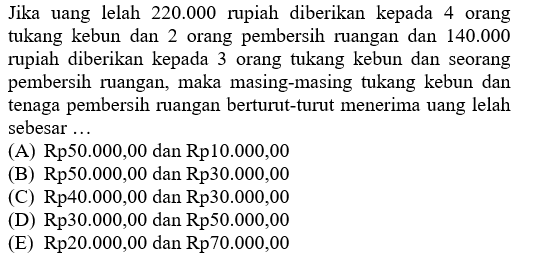 Jika uang lelah 220.000 rupiah diberikan kepada 4 orang
tukang kebun dan 2 orang pembersih ruangan dan 140.000
rupiah diberikan kepada 3 orang tukang kebun dan seorang
pembersih ruangan, maka masing-masing tukang kebun dan
tenaga pembersih ruangan berturut-turut menerima uang lelah
sebesar …
(A) Rp50.000,00 dan Rp10.000,00
(B) Rp50.000,00 dan Rp30.000,00
(C) Rp40.000,00 dan Rp30.000,00
(D) Rp30.000,00 dan Rp50.000,00
(E) Rp20.000,00 dan Rp70.000,00